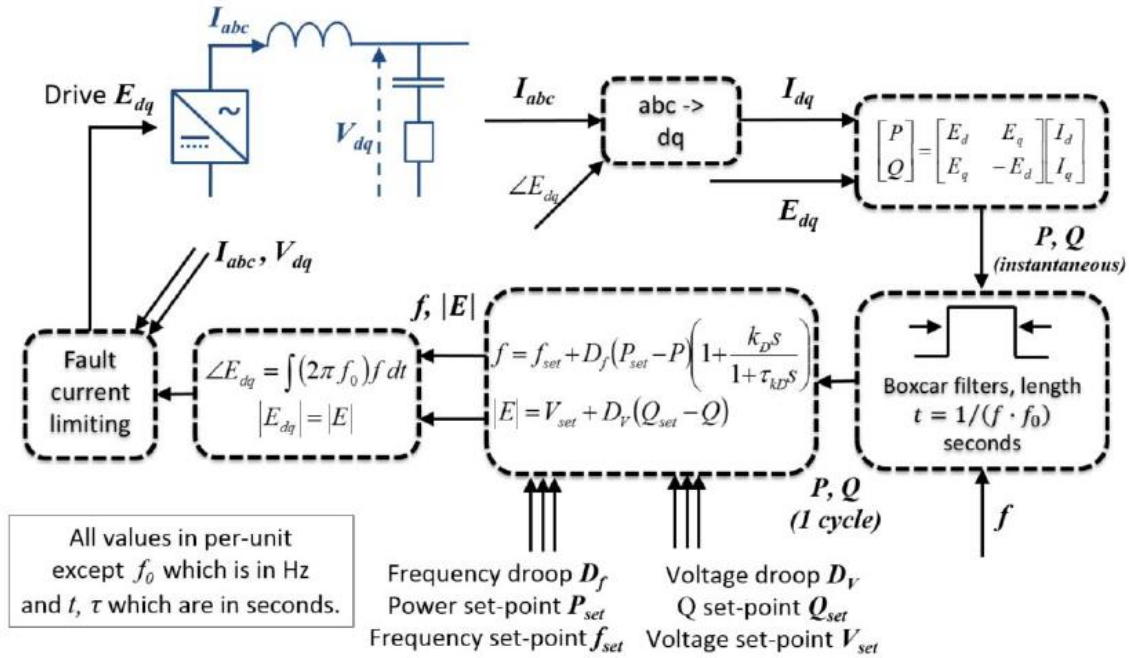 I_abc
Drive E_dq
~
V_dq
I_abc
abc ->
dq
I_dq
∠E_dq
E_dq
[P Q] = [E_d E_q; E_q -E_d] [I_d I_q]
P, Q
(instantaneous)
I_abc, V_dq
Fault
current
limiting
∠E_dq = ∫(2π f_0) f dt
|E_dq| = |E|
f, |E|
f = f_set + D_f (P_set − P) (1 + k_D s / (1 + τ_kD s))
|E| = V_set + D_V (Q_set − Q)
Boxcar filters, length
t = 1/(f · f_0)
seconds
P, Q
(1 cycle)
f
All values in per-unit
except f_0 which is in Hz
and t, τ which are in seconds.
Frequency droop D_f
Power set-point P_set
Frequency set-point f_set
Voltage droop D_V
Q set-point Q_set
Voltage set-point V_set